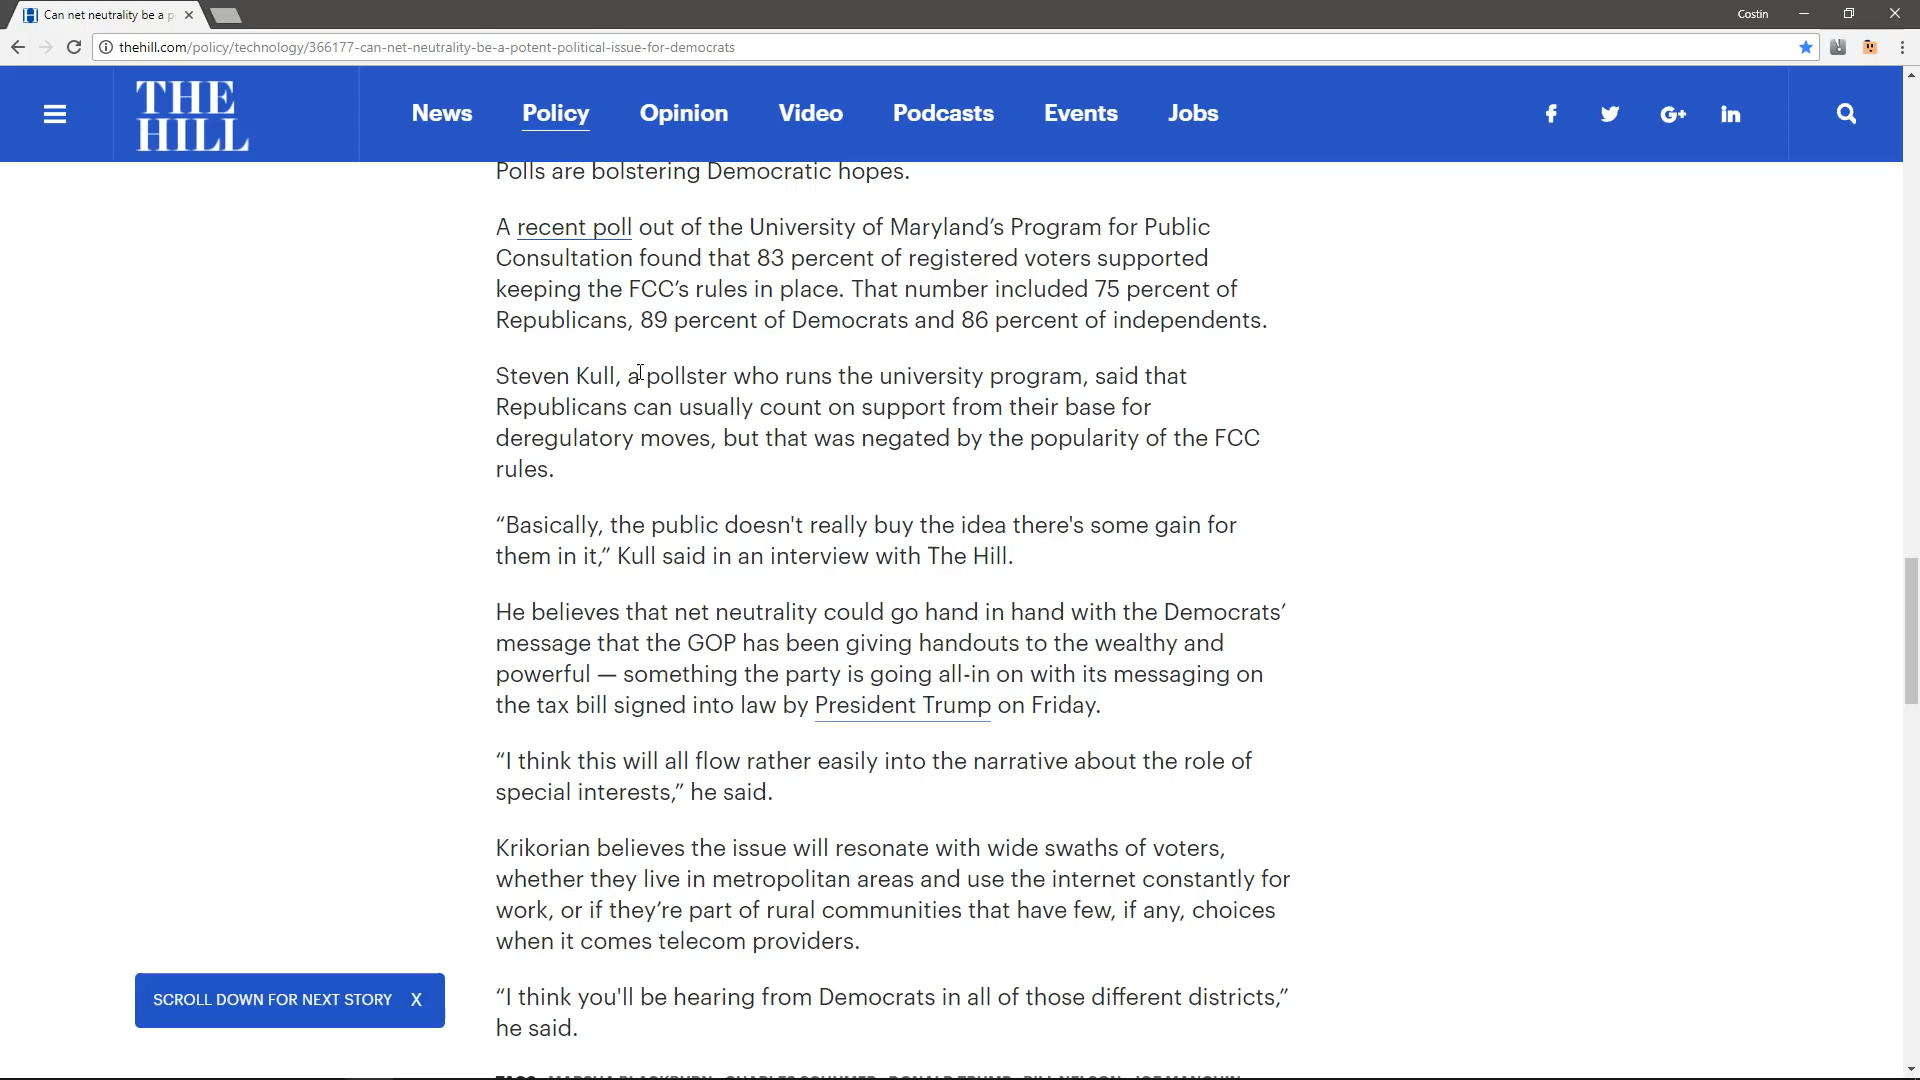 Can net neutrality be a p
Costin
thehill.com/policy/technology/366177-can-net-neutrality-be-a-potent-political-issue-for-democrats
THE
HILL
News Policy Opinion Video Podcasts Events Jobs
Polls are bolstering Democratic hopes.
A recent poll out of the University of Maryland’s Program for Public
Consultation found that 83 percent of registered voters supported
keeping the FCC’s rules in place. That number included 75 percent of
Republicans, 89 percent of Democrats and 86 percent of independents.
Steven Kull, a pollster who runs the university program, said that
Republicans can usually count on support from their base for
deregulatory moves, but that was negated by the popularity of the FCC
rules.
“Basically, the public doesn't really buy the idea there's some gain for
them in it,” Kull said in an interview with The Hill.
He believes that net neutrality could go hand in hand with the Democrats’
message that the GOP has been giving handouts to the wealthy and
powerful — something the party is going all-in on with its messaging on
the tax bill signed into law by President Trump on Friday.
“I think this will all flow rather easily into the narrative about the role of
special interests,” he said.
Krikorian believes the issue will resonate with wide swaths of voters,
whether they live in metropolitan areas and use the internet constantly for
work, or if they’re part of rural communities that have few, if any, choices
when it comes telecom providers.
SCROLL DOWN FOR NEXT STORY X
“I think you'll be hearing from Democrats in all of those different districts,”
he said.
TAGS MARSHA BLACKBURN CHARLES SCHUMER DONALD TRUMP BILL NELSON JOE MANCHIN